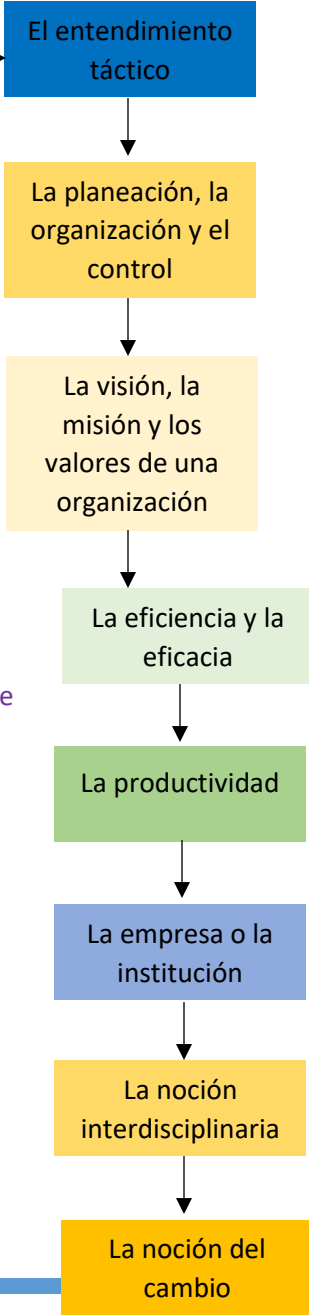 El entendimiento
táctico
La planeación, la
organización y el
control
La visión, la
misión y los
valores de una
organización
La eficiencia y la
eficacia
e
La productividad
La empresa o la
institución
La noción
interdisciplinaria
La noción del
cambio